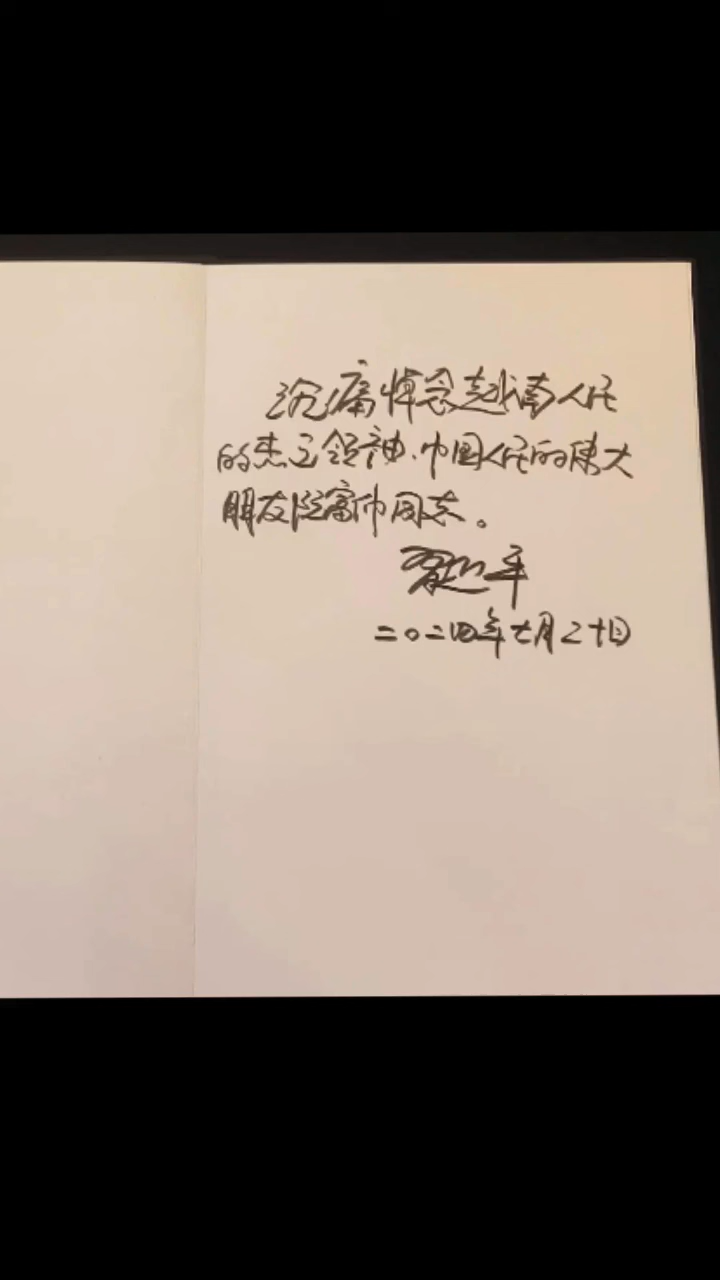 沉痛悼念越南人民
的杰出领袖、中国人民的伟大
朋友阮富仲同志。
习近平
二〇二四年七月二十日